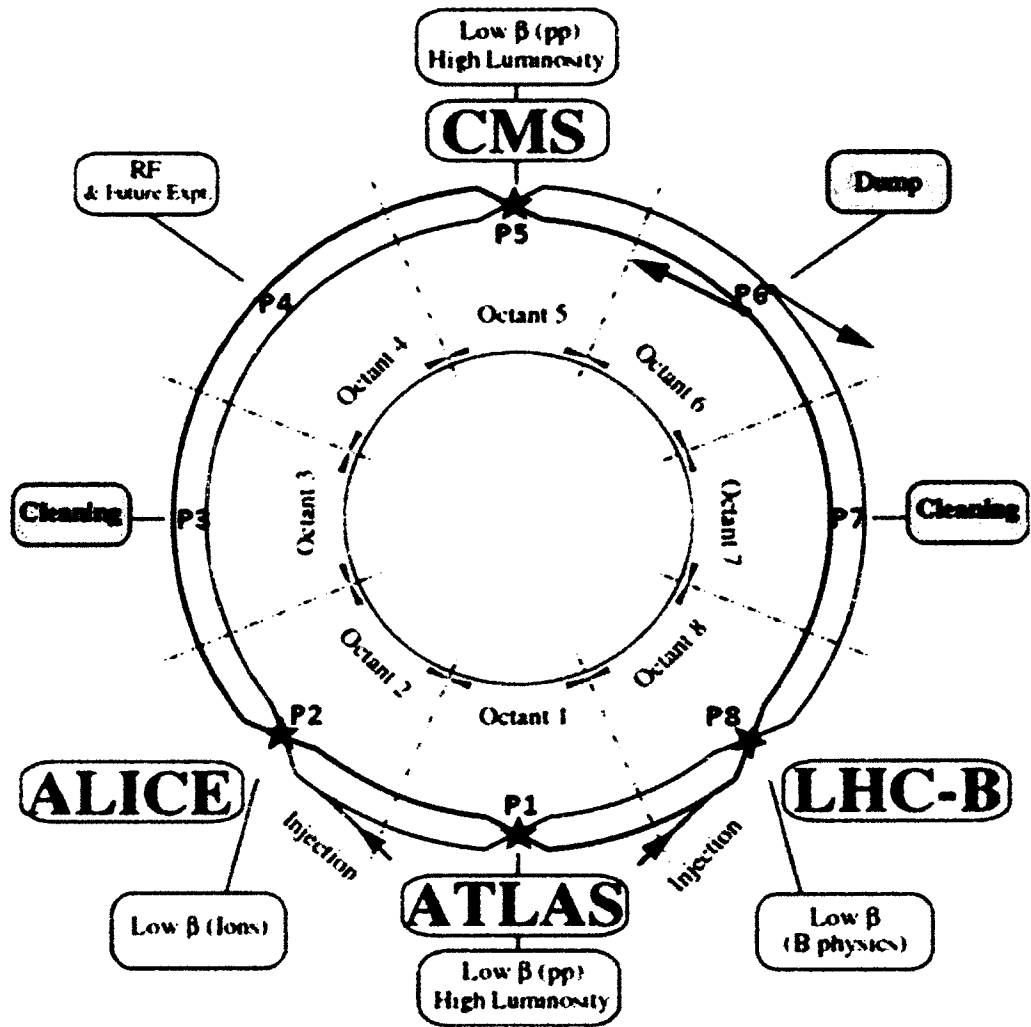 Low β (pp)
High Luminosity
CMS
RF
& Future Expt.
Dump
P5
P4
P6
Octant 5
Octant 4
Octant 6
Cleaning
P3
Octant 3
Octant 7
P7
Cleaning
Octant 2
Octant 8
P2
Octant 1
P8
ALICE
LHC-B
P1
Injection
Injection
ATLAS
Low β (Ions)
Low β
(B physics)
Low β (pp)
High Luminosity